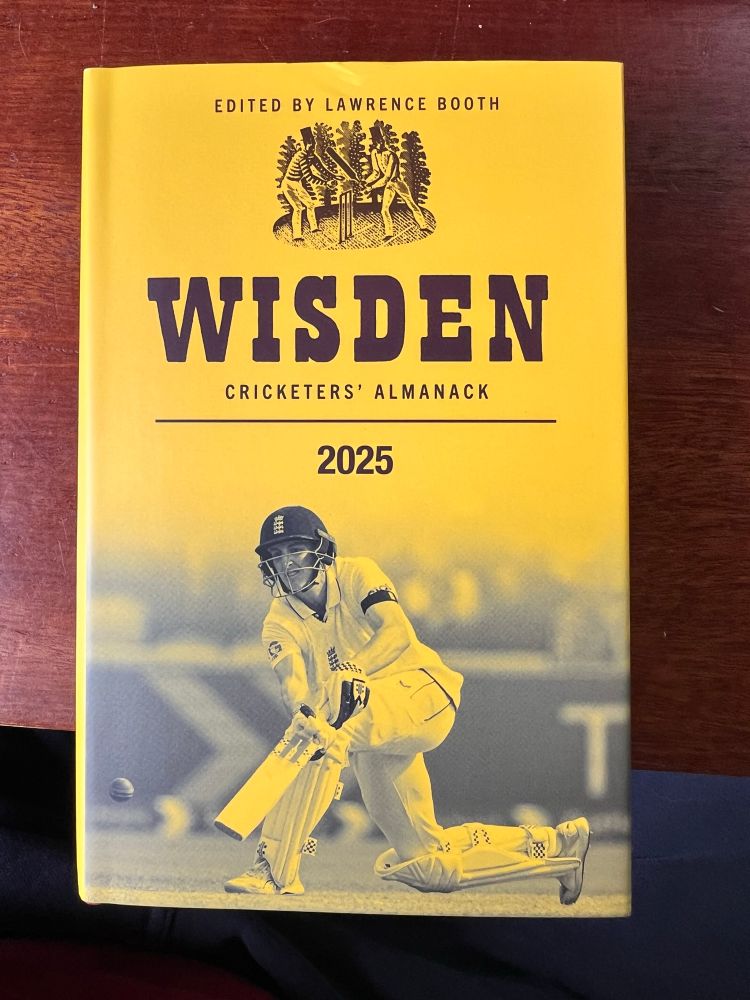 EDITED BY LAWRENCE BOOTH
WISDEN
CRICKETERS' ALMANACK
2025
T